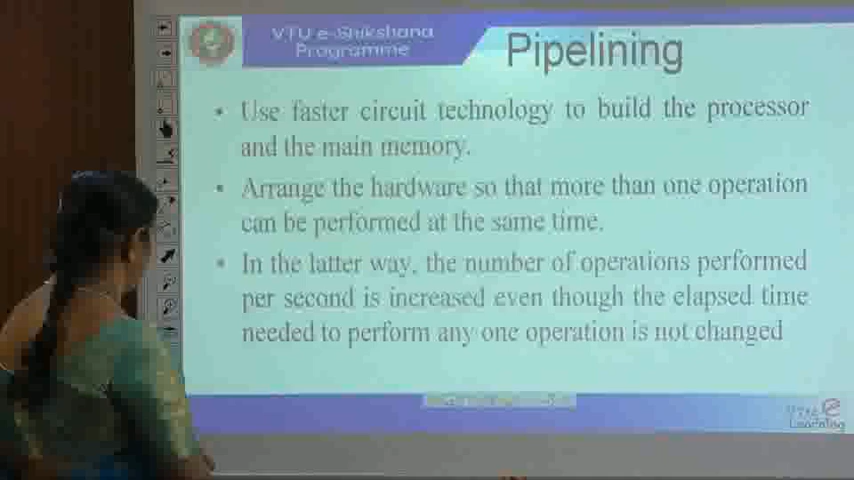 VTU e-Shikshana
Programme
Pipelining
• Use faster circuit technology to build the processor
and the main memory.
• Arrange the hardware so that more than one operation
can be performed at the same time.
• In the latter way, the number of operations performed
per second is increased even though the elapsed time
needed to perform any one operation is not changed
Learning